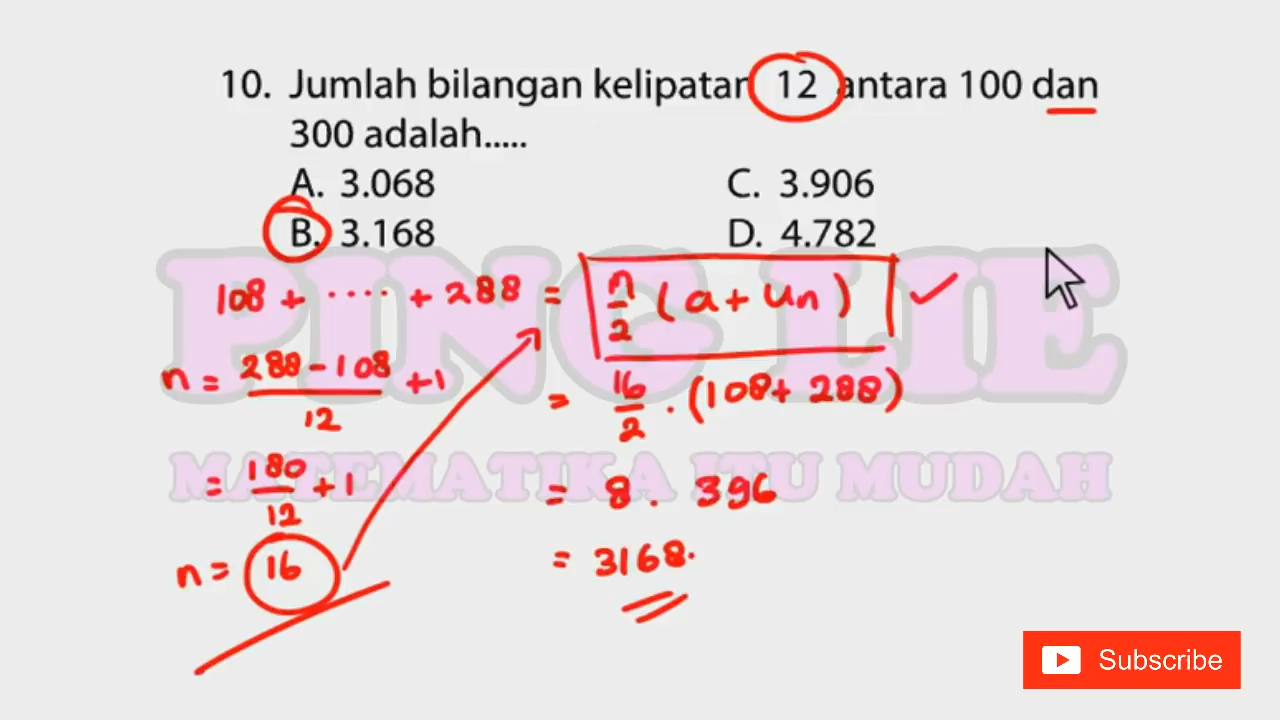 10. Jumlah bilangan kelipatan 12 antara 100 dan
300 adalah.....
A. 3.068
C. 3.906
B. 3.168
D. 4.782
PING LIE
MATEMATIKA ITU MUDAH
108 + ..... + 288 = n/2 (a + Un) ✓
n = 288 - 108 / 12 + 1
= 16/2 . (108 + 288)
= 180/12 + 1
= 8 . 396
n = 16
= 3168.
Subscribe